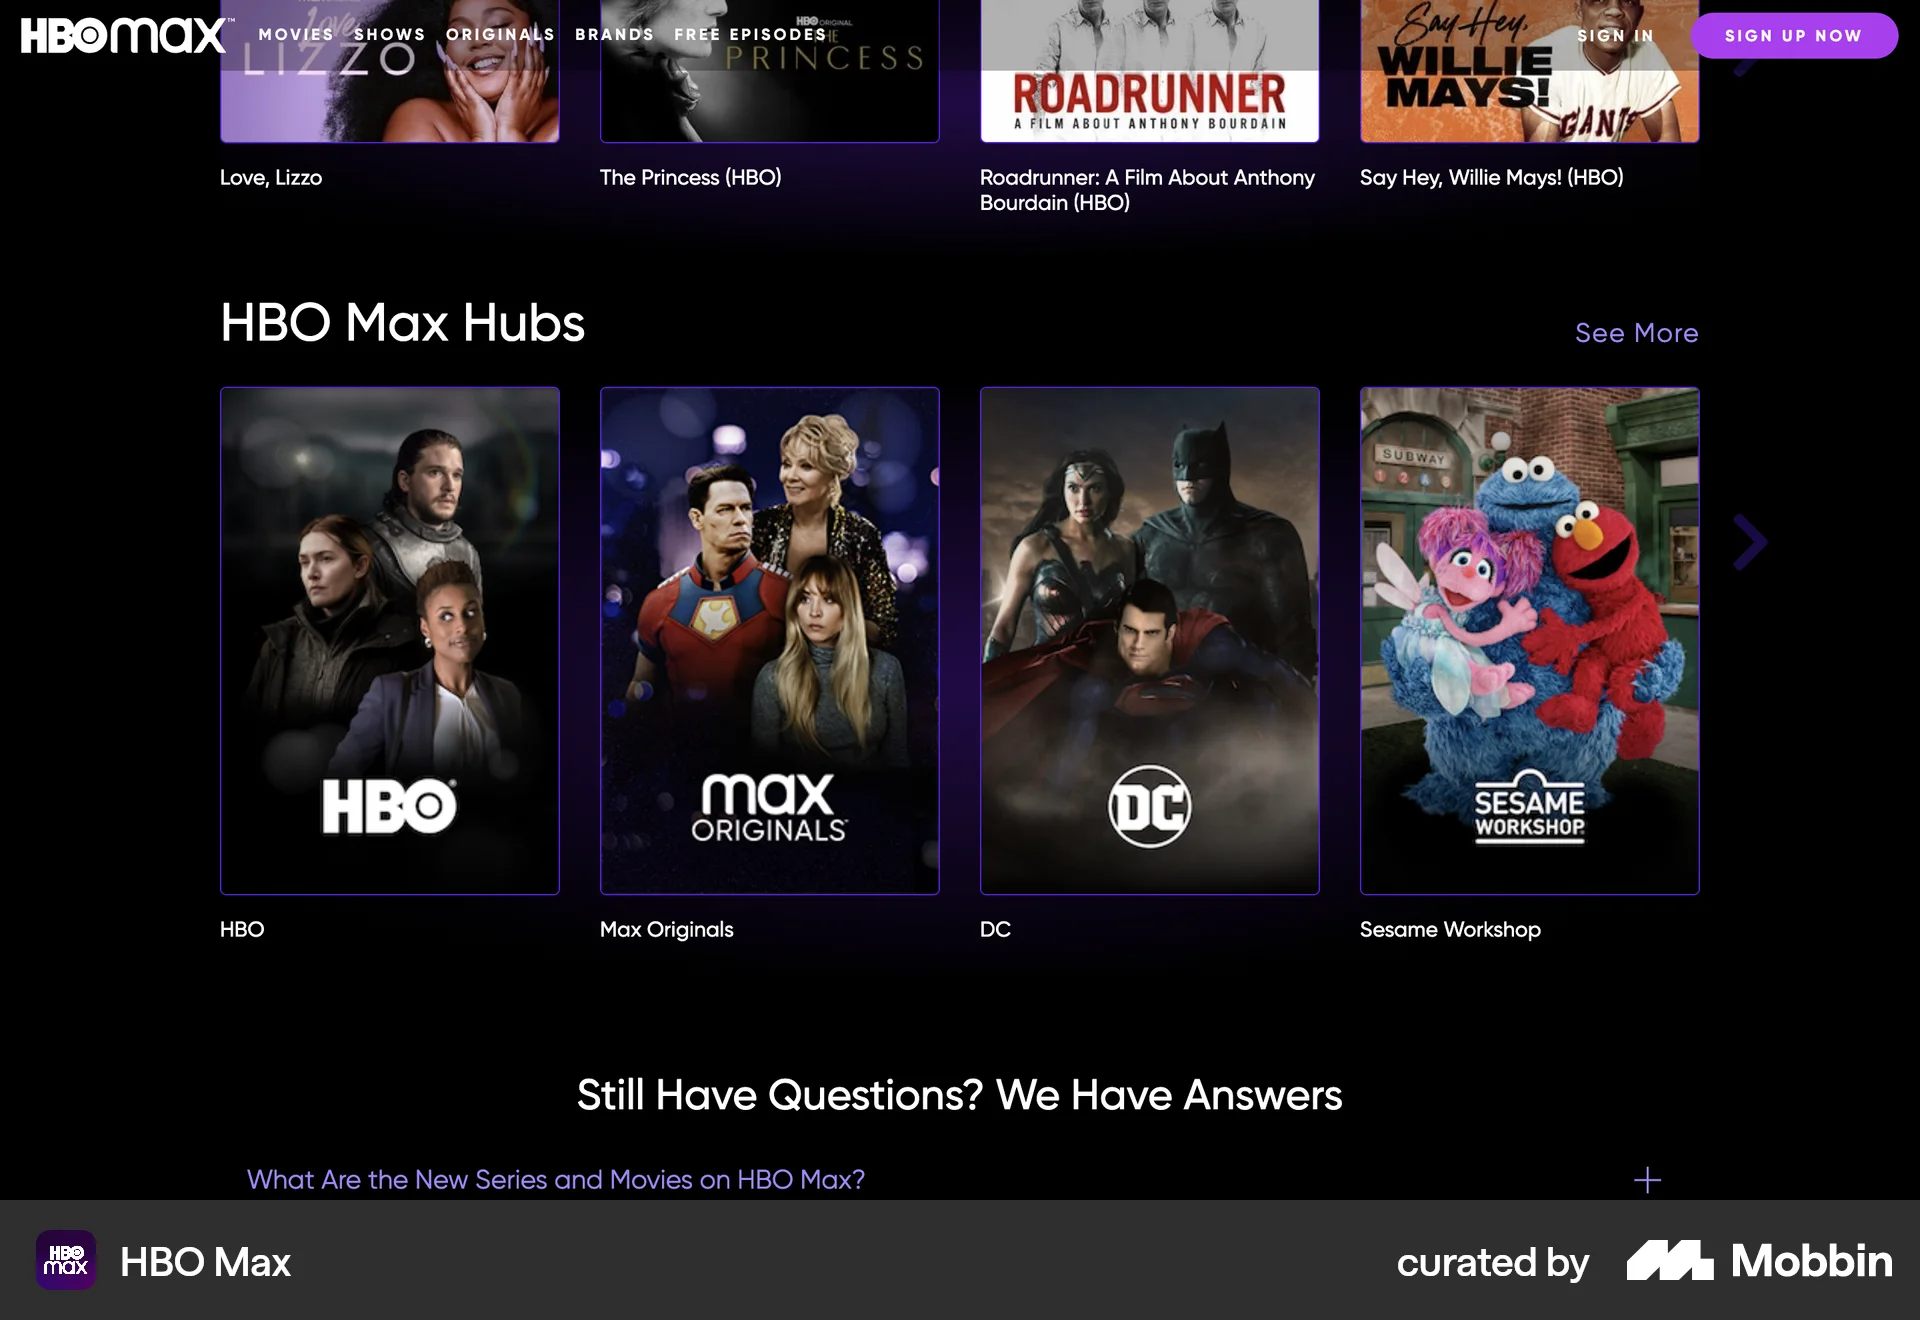 HBOmax™
MOVIES SHOWS ORIGINALS BRANDS FREE EPISODES
SIGN IN
SIGN UP NOW
Love,
LIZZO
HBO ORIGINAL
THE
PRINCESS
ROADRUNNER
A FILM ABOUT ANTHONY BOURDAIN
Say Hey,
WILLIE
MAYS!
GIANTS
Love, Lizzo
The Princess (HBO)
Roadrunner: A Film About Anthony
Bourdain (HBO)
Say Hey, Willie Mays! (HBO)
HBO Max Hubs
See More
HBO®
max
ORIGINALS
DC
SUBWAY
1 2 A
SESAME
WORKSHOP
HBO
Max Originals
DC
Sesame Workshop
Still Have Questions? We Have Answers
What Are the New Series and Movies on HBO Max?
HBO
max
HBO Max
curated by
Mobbin